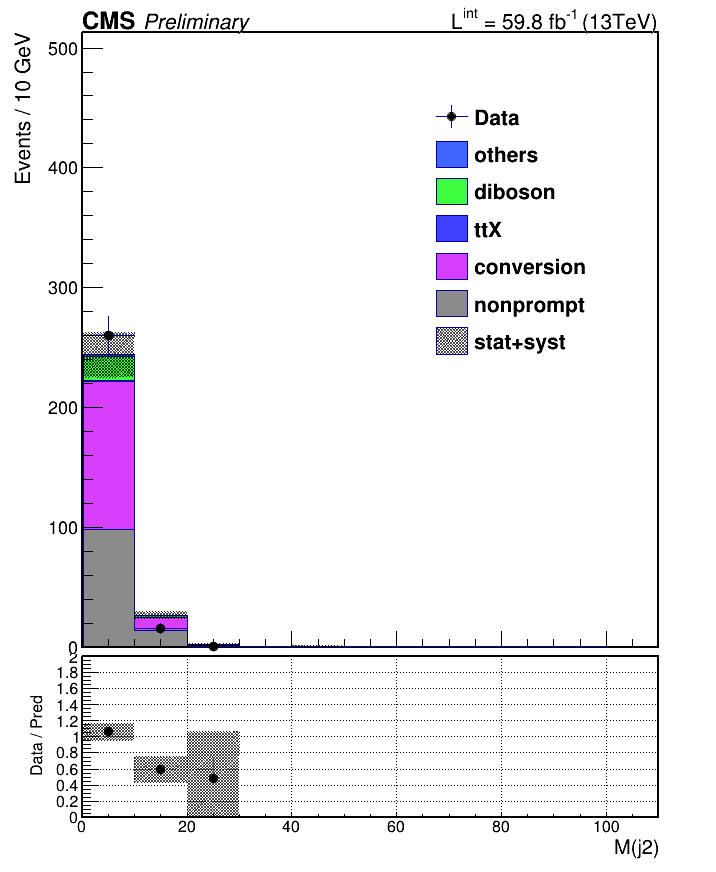 CMS Preliminary L^int = 59.8 fb^-1 (13TeV)
Events / 10 GeV
500
400
300
200
100
0
Data
others
diboson
ttX
conversion
nonprompt
stat+syst
Data / Pred
2
1.8
1.6
1.4
1.2
1
0.8
0.6
0.4
0.2
0
0 20 40 60 80 100
M(j2)